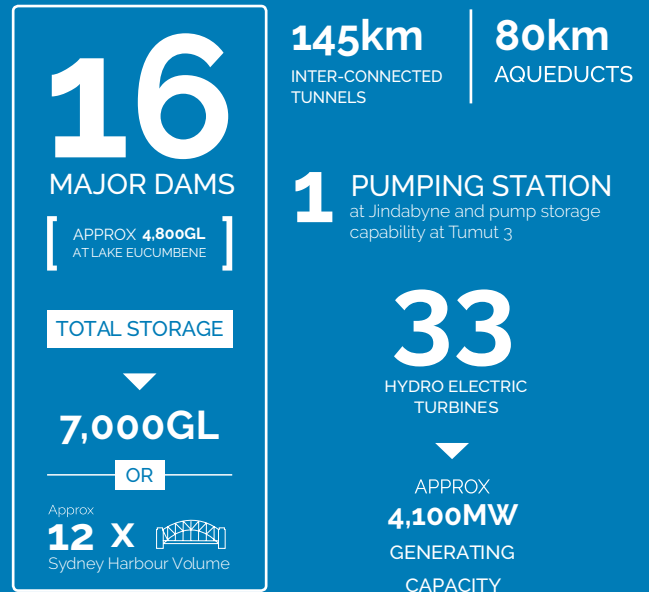 16
MAJOR DAMS
APPROX 4,800GL
AT LAKE EUCUMBENE
TOTAL STORAGE
7,000GL
OR
Approx
12 X
Sydney Harbour Volume
145km
INTER-CONNECTED
TUNNELS
80km
AQUEDUCTS
1 PUMPING STATION
at Jindabyne and pump storage
capability at Tumut 3
33
HYDRO ELECTRIC
TURBINES
APPROX
4,100MW
GENERATING
CAPACITY